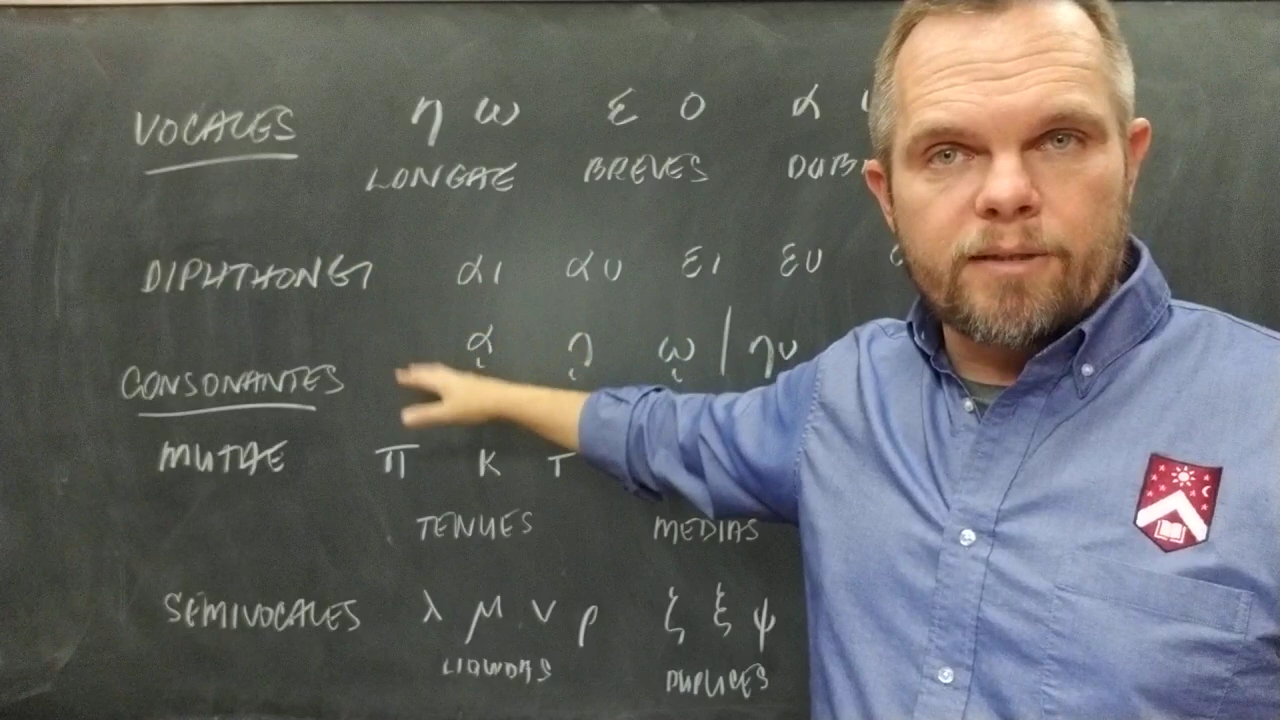 VOCALES η ω ε ο α
LONGAE BREVES DUB
DIPHTHONGI αι αυ ει ευ
ᾳ ῃ ῳ | ηυ
CONSONANTES
MUTAE π κ τ
TENUES MEDIAS
SEMIVOCALES λ μ ν ρ ζ ξ ψ
LIQUIDAS DUPLICES